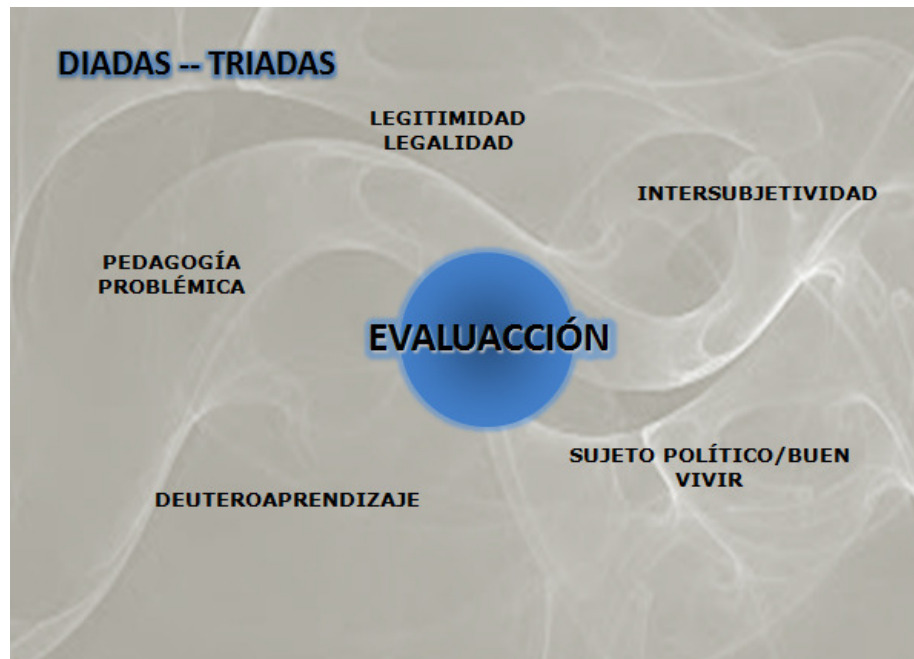 DIADAS -- TRIADAS
LEGITIMIDAD
LEGALIDAD
INTERSUBJETIVIDAD
PEDAGOGÍA
PROBLÉMICA
EVALUACCIÓN
SUJETO POLÍTICO/BUEN
VIVIR
DEUTEROAPRENDIZAJE